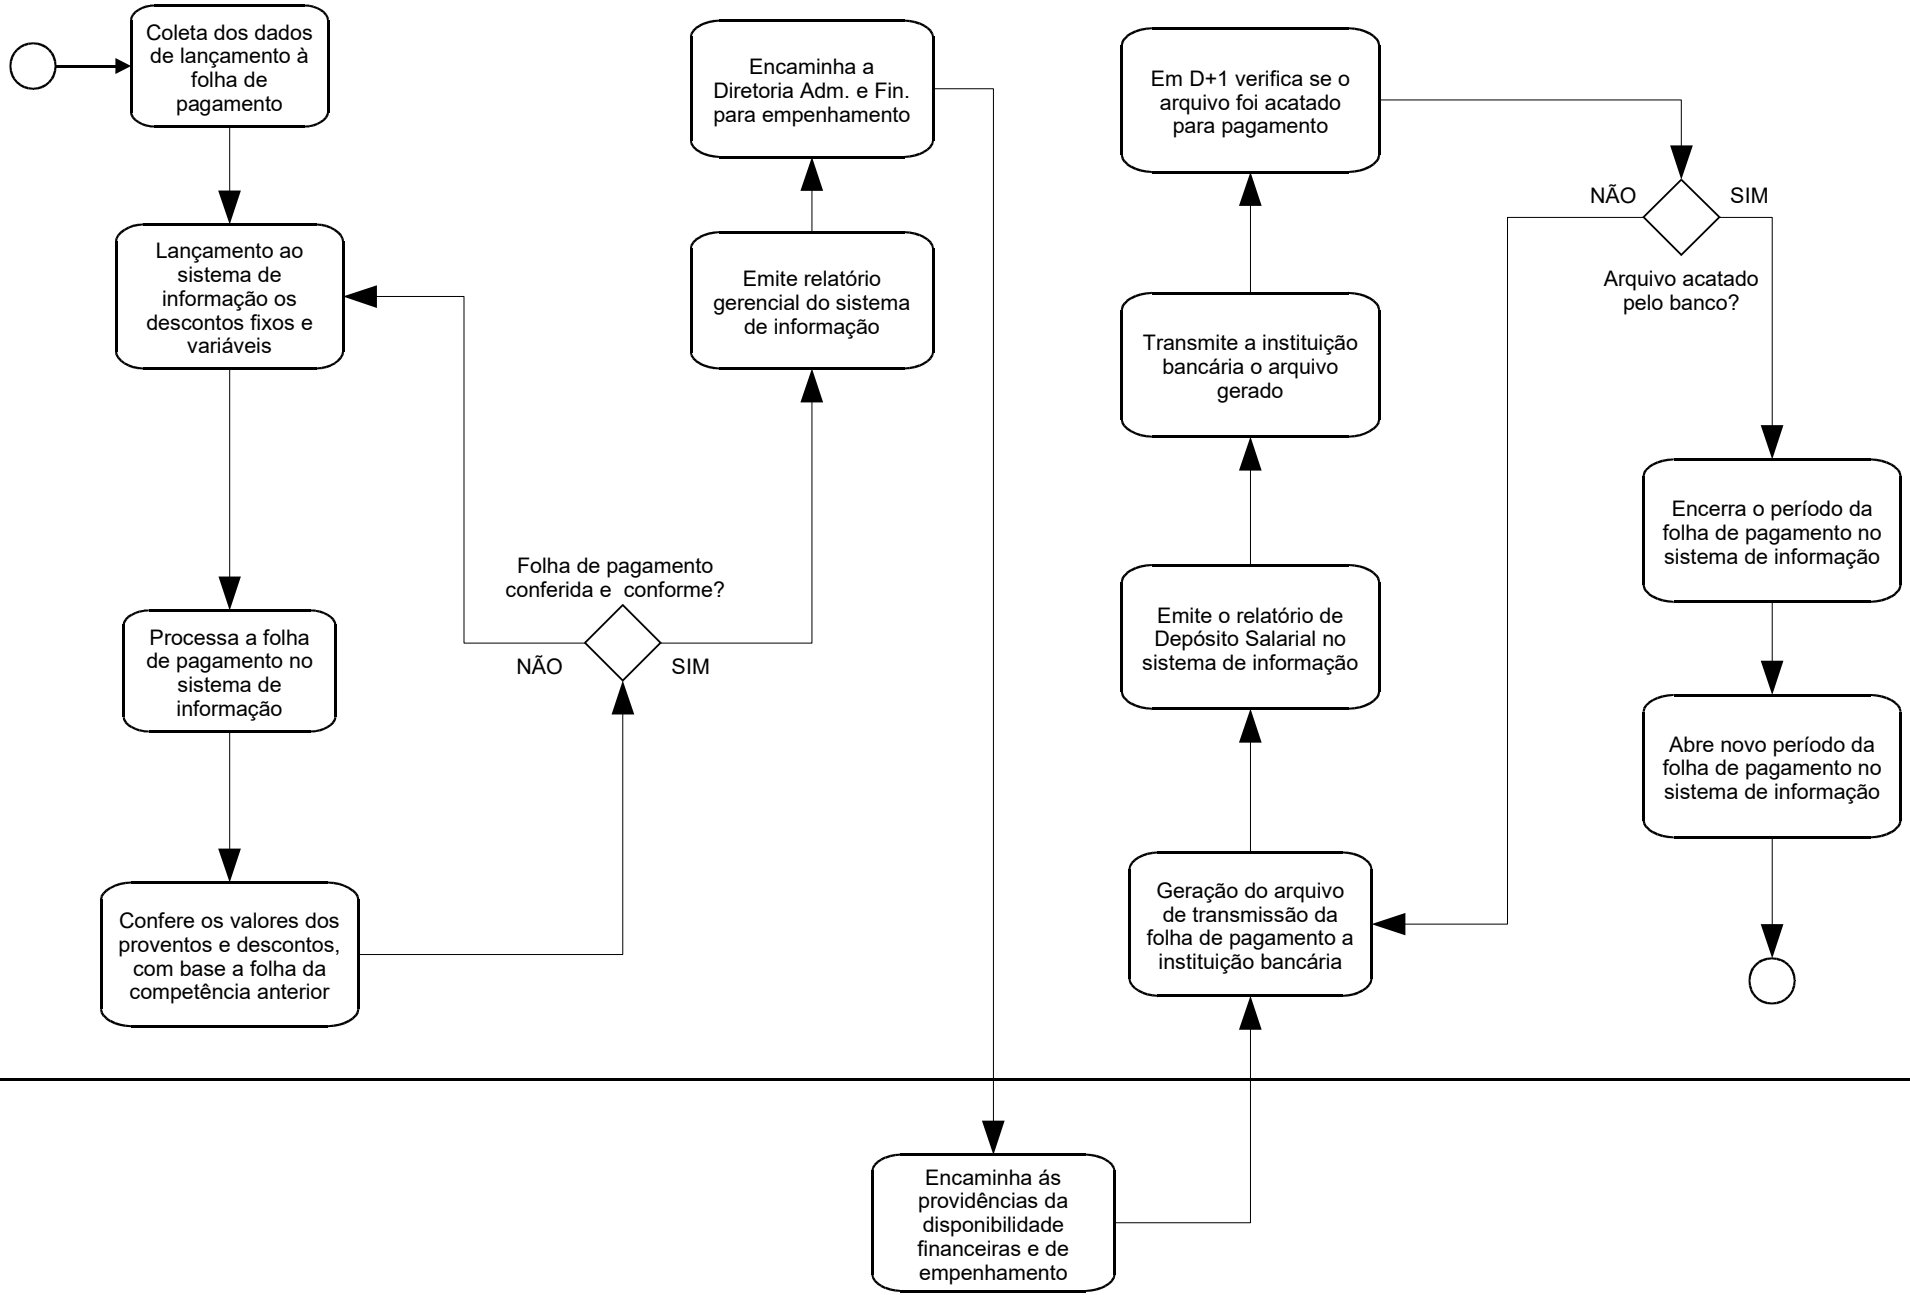 Coleta dos dados
de lançamento à
folha de
pagamento
Lançamento ao
sistema de
informação os
descontos fixos e
variáveis
Processa a folha
de pagamento no
sistema de
informação
Confere os valores dos
proventos e descontos,
com base a folha da
competência anterior
Folha de pagamento
conferida e  conforme?
NÃO
SIM
Emite relatório
gerencial do sistema
de informação
Encaminha a
Diretoria Adm. e Fin.
para empenhamento
Encaminha ás
providências da
disponibilidade
financeiras e de
empenhamento
Geração do arquivo
de transmissão da
folha de pagamento a
instituição bancária
Emite o relatório de
Depósito Salarial no
sistema de informação
Transmite a instituição
bancária o arquivo
gerado
Em D+1 verifica se o
arquivo foi acatado
para pagamento
NÃO
SIM
Arquivo acatado
pelo banco?
Encerra o período da
folha de pagamento no
sistema de informação
Abre novo período da
folha de pagamento no
sistema de informação